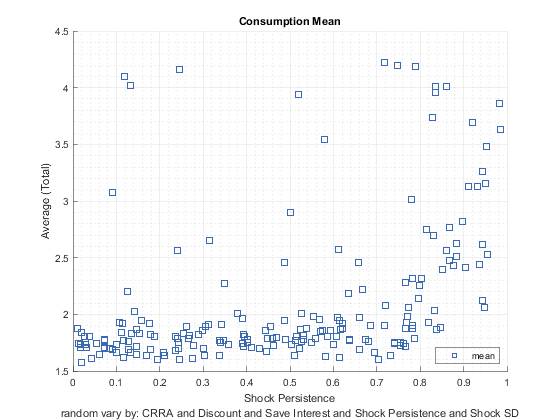 Consumption Mean
4.5
4
3.5
3
2.5
2
1.5
Average (Total)
mean
0 0.1 0.2 0.3 0.4 0.5 0.6 0.7 0.8 0.9 1
Shock Persistence
random vary by: CRRA and Discount and Save Interest and Shock Persistence and Shock SD